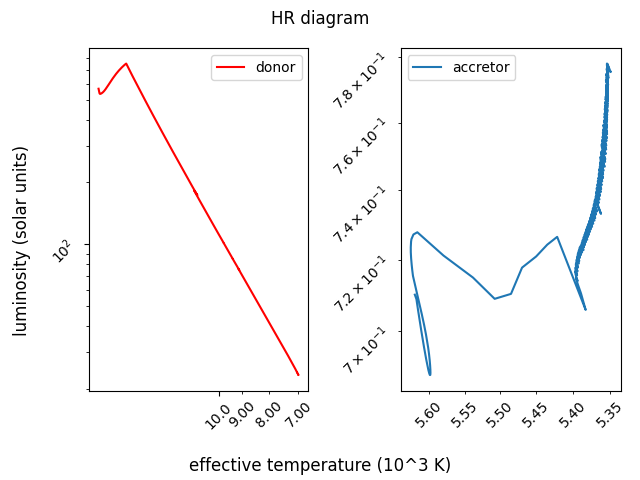 HR diagram
donor
accretor
luminosity (solar units)
10²
7.8 × 10⁻¹
7.6 × 10⁻¹
7.4 × 10⁻¹
7.2 × 10⁻¹
7 × 10⁻¹
10.0 9.00 8.00 7.00
5.60 5.55 5.50 5.45 5.40 5.35
effective temperature (10^3 K)